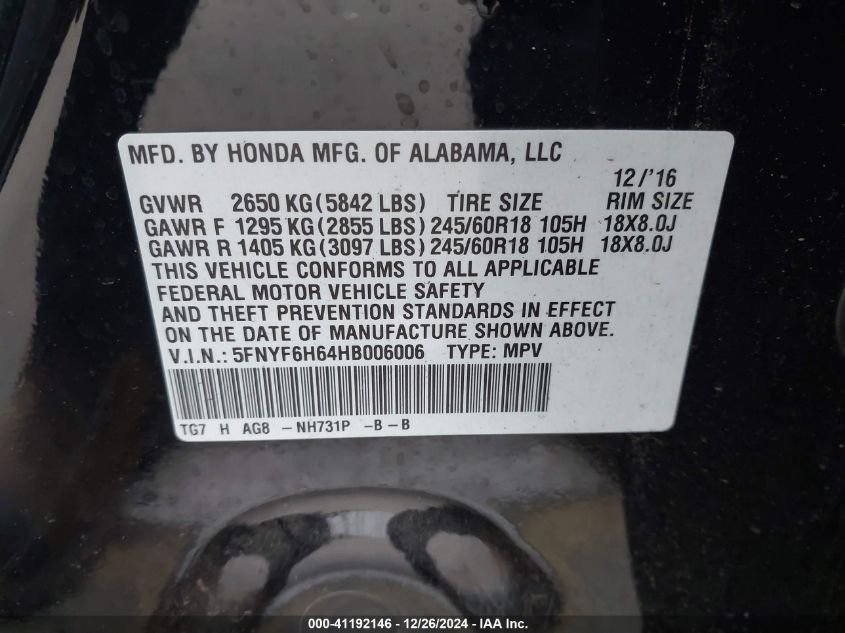 MFD. BY HONDA MFG. OF ALABAMA, LLC
12/'16
GVWR 2650 KG(5842 LBS) TIRE SIZE RIM SIZE
GAWR F 1295 KG(2855 LBS)245/60R18 105H 18X8.0J
GAWR R 1405 KG(3097 LBS)245/60R18 105H 18X8.0J
THIS VEHICLE CONFORMS TO ALL APPLICABLE
FEDERAL MOTOR VEHICLE SAFETY
AND THEFT PREVENTION STANDARDS IN EFFECT
ON THE DATE OF MANUFACTURE SHOWN ABOVE.
V.I.N.: 5FNYF6H64HB006006 TYPE: MPV
TG7 H AG8 -NH731P -B-B
000-41192146 - 12/26/2024 - IAA Inc.